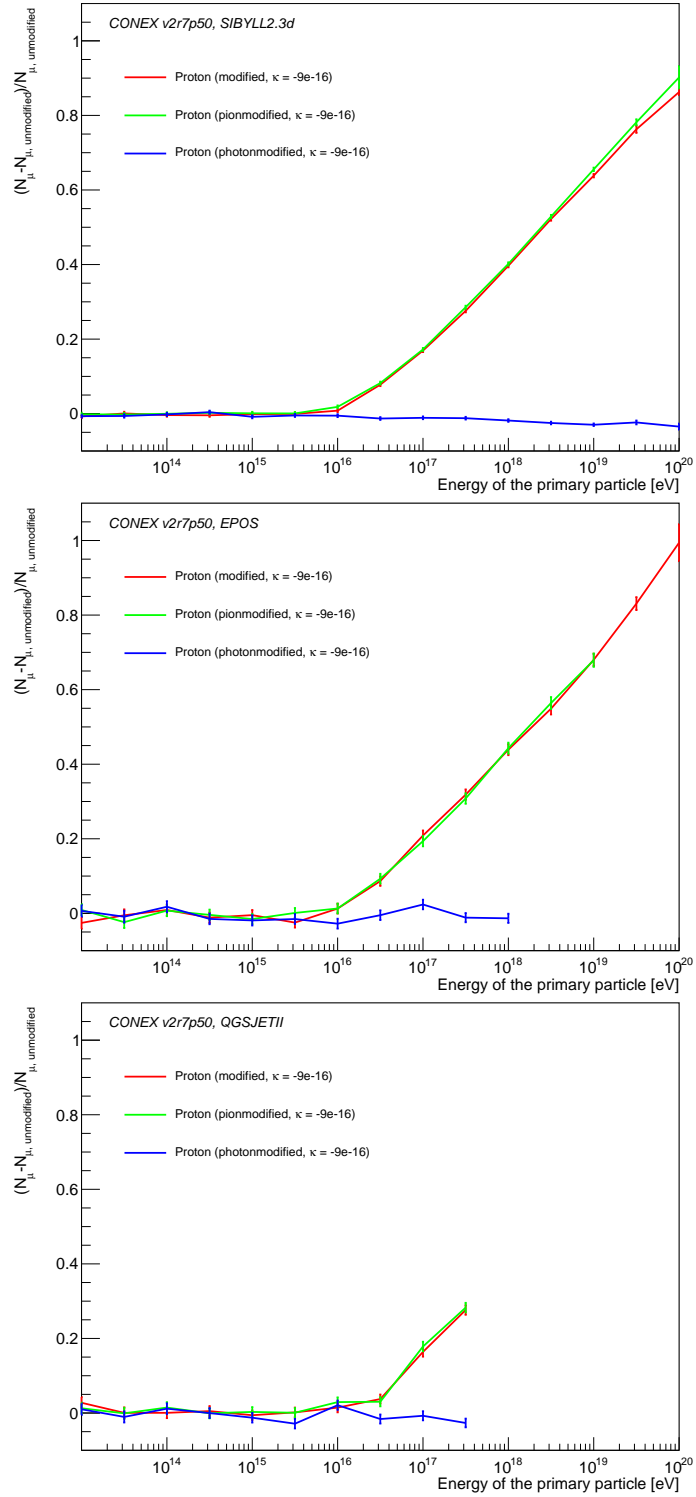 CONEX v2r7p50, SIBYLL2.3d
Proton (modified, κ = -9e-16)
Proton (pionmodified, κ = -9e-16)
Proton (photonmodified, κ = -9e-16)
(N_μ-N_μ, unmodified)/N_μ, unmodified
1
0.8
0.6
0.4
0.2
0
10^14 10^15 10^16 10^17 10^18 10^19 10^20
Energy of the primary particle [eV]
CONEX v2r7p50, EPOS
Proton (modified, κ = -9e-16)
Proton (pionmodified, κ = -9e-16)
Proton (photonmodified, κ = -9e-16)
(N_μ-N_μ, unmodified)/N_μ, unmodified
1
0.8
0.6
0.4
0.2
0
10^14 10^15 10^16 10^17 10^18 10^19 10^20
Energy of the primary particle [eV]
CONEX v2r7p50, QGSJETII
Proton (modified, κ = -9e-16)
Proton (pionmodified, κ = -9e-16)
Proton (photonmodified, κ = -9e-16)
(N_μ-N_μ, unmodified)/N_μ, unmodified
1
0.8
0.6
0.4
0.2
0
10^14 10^15 10^16 10^17 10^18 10^19 10^20
Energy of the primary particle [eV]